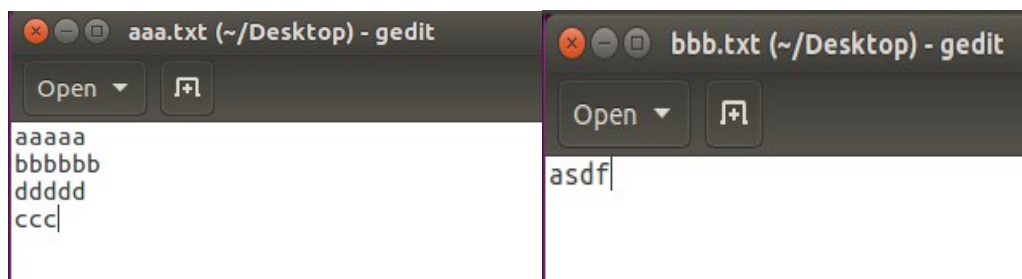 aaa.txt (~/Desktop) - gedit
Open
aaaaa
bbbbbb
ddddd
ccc
bbb.txt (~/Desktop) - gedit
Open
asdf